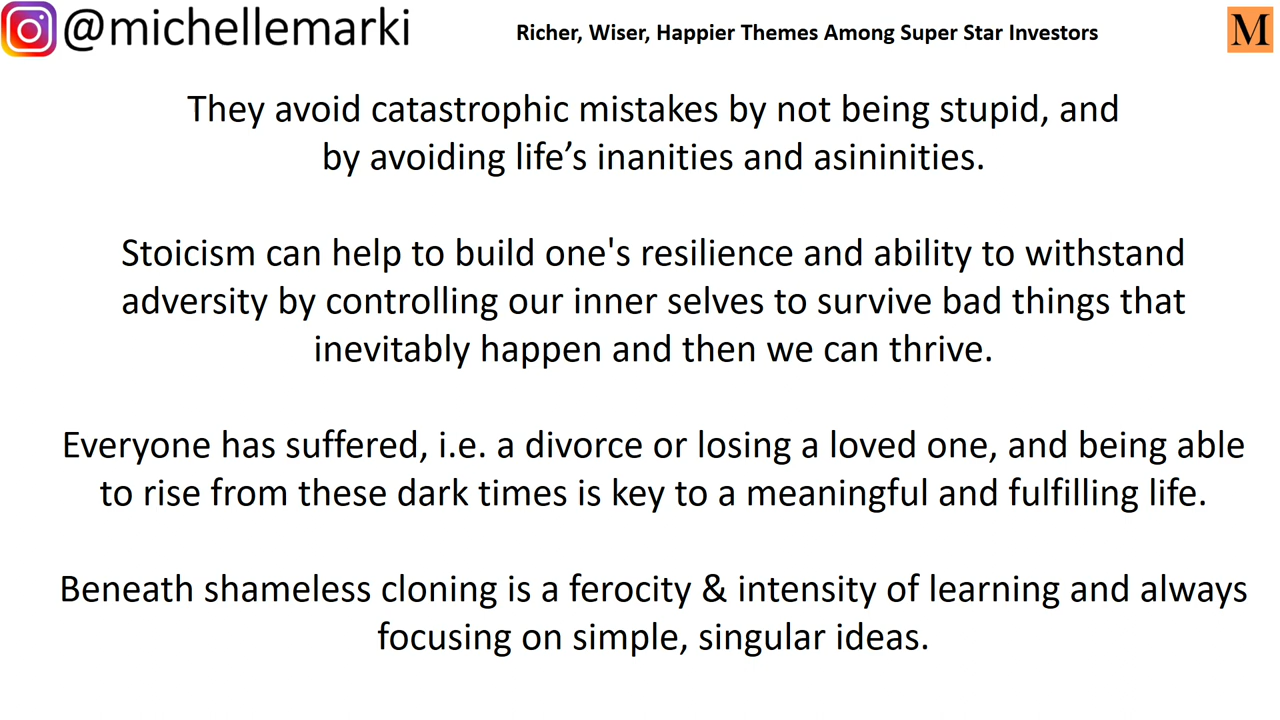 @michellemarki
Richer, Wiser, Happier Themes Among Super Star Investors
M
They avoid catastrophic mistakes by not being stupid, and
by avoiding life’s inanities and asininities.
Stoicism can help to build one's resilience and ability to withstand
adversity by controlling our inner selves to survive bad things that
inevitably happen and then we can thrive.
Everyone has suffered, i.e. a divorce or losing a loved one, and being able
to rise from these dark times is key to a meaningful and fulfilling life.
Beneath shameless cloning is a ferocity & intensity of learning and always
focusing on simple, singular ideas.